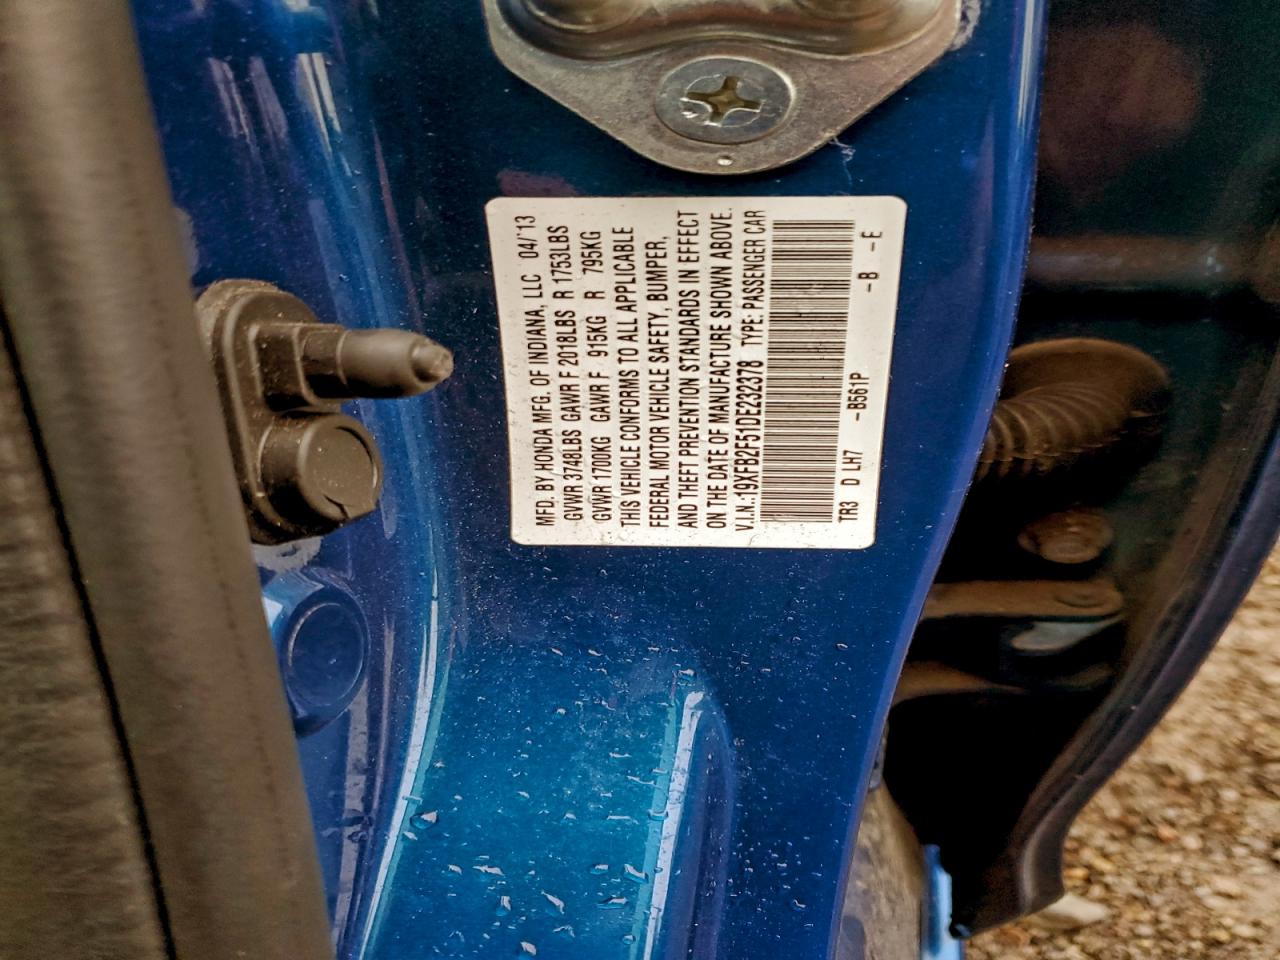 MFD. BY HONDA MFG. OF INDIANA, LLC 04/'13
GVWR 3748LBS GAWR F 2018LBS R 1753LBS
GVWR 1700KG GAWR F 915KG R 795KG
THIS VEHICLE CONFORMS TO ALL APPLICABLE
FEDERAL MOTOR VEHICLE SAFETY, BUMPER,
AND THEFT PREVENTION STANDARDS IN EFFECT
ON THE DATE OF MANUFACTURE SHOWN ABOVE.
V.I.N.:19XFB2F51DE232378 TYPE: PASSENGER CAR
TR3 D LH7 -B561P -B -E